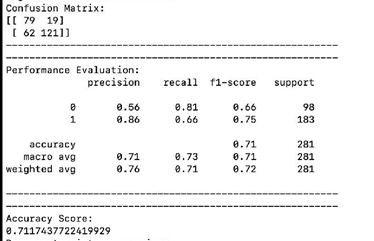 Confusion Matrix:
[[ 79  19]
 [ 62 121]]
------------------------------------------------------------
------------------------------------------------------------
Performance Evaluation:
              precision    recall  f1-score   support

           0       0.56      0.81      0.66        98
           1       0.86      0.66      0.75       183

    accuracy                           0.71       281
   macro avg       0.71      0.73      0.71       281
weighted avg       0.76      0.71      0.72       281

------------------------------------------------------------
------------------------------------------------------------
Accuracy Score:
0.7117437722419929